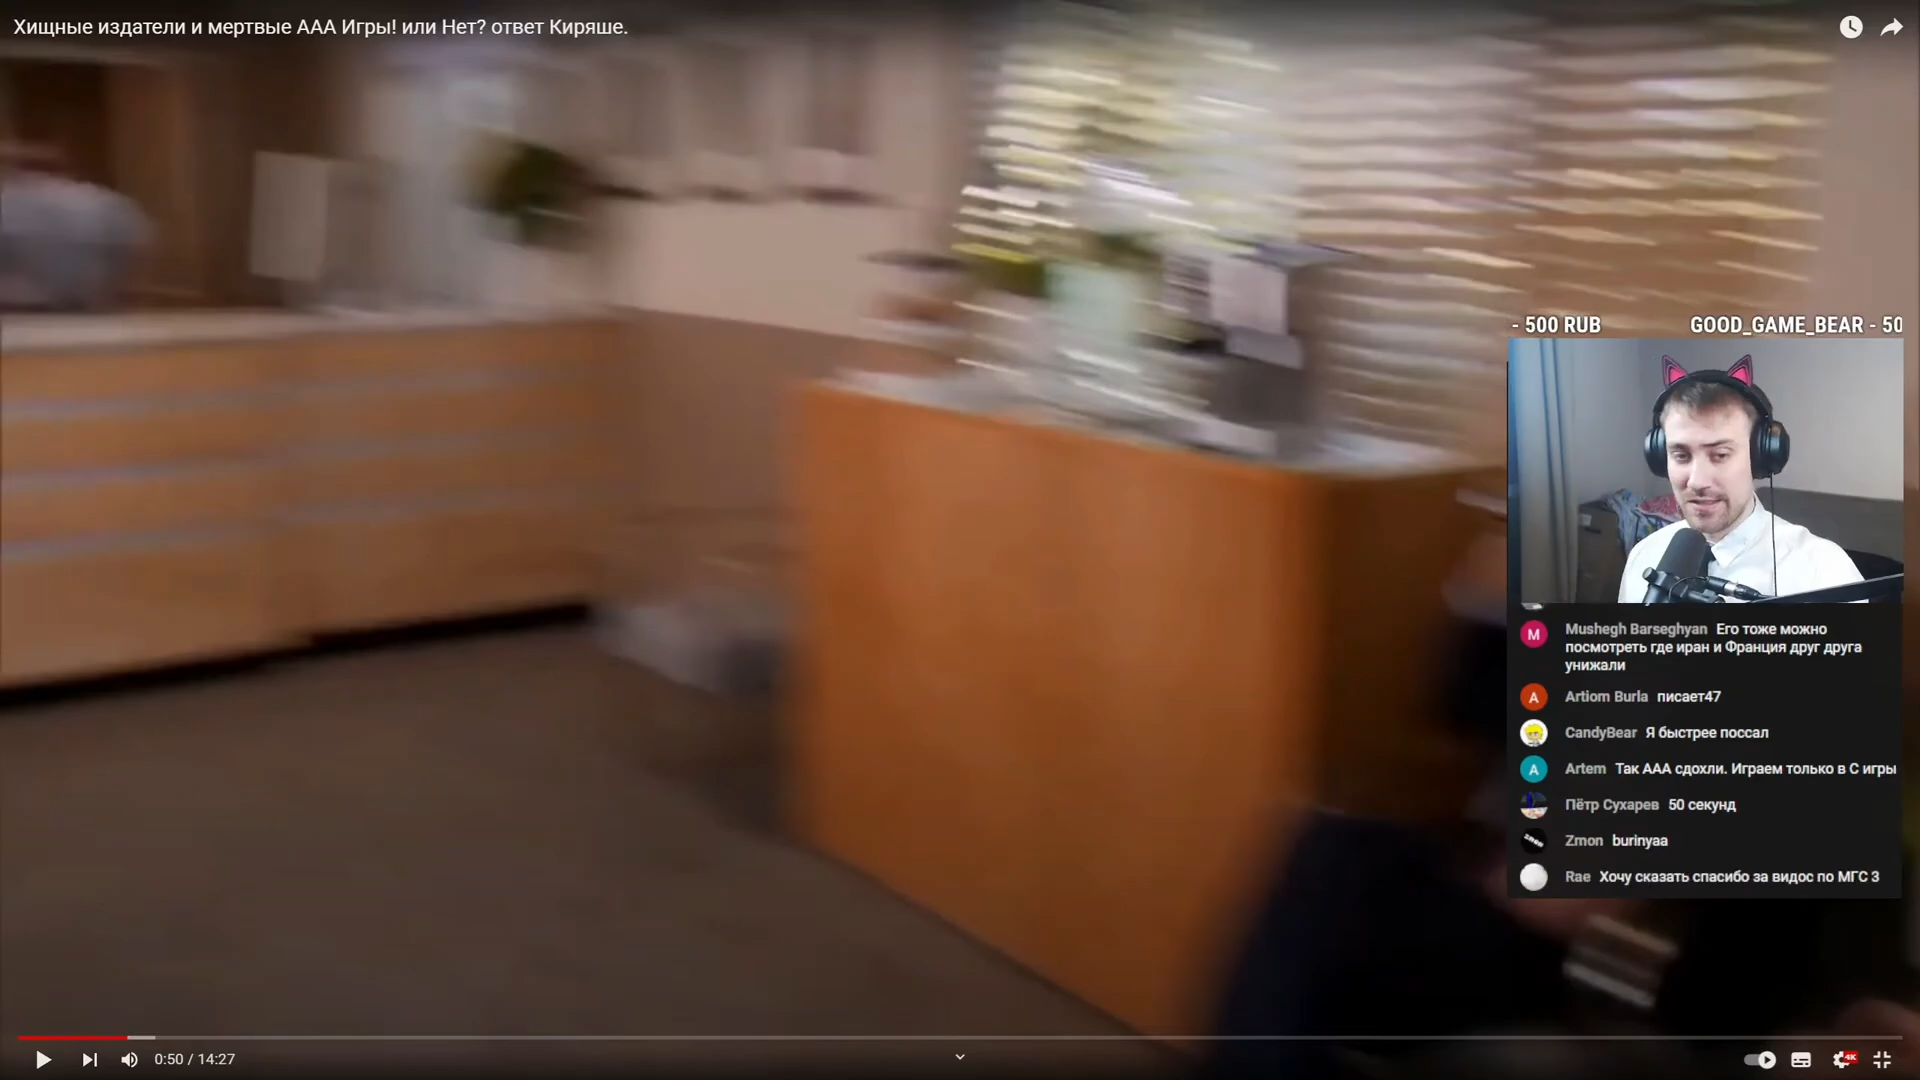 Хищные издатели и мертвые ААА Игры! или Нет? ответ Киряше.
- 500 RUB GOOD_GAME_BEAR - 50
M Mushegh Barseghyan Его тоже можно
посмотреть где иран и Франция друг друга
унижали
A Artiom Burla писает47
CandyBear Я быстрее поссал
A Artem Так ААА сдохли. Играем только в С игры
Пётр Сухарев 50 секунд
Zmon burinyaa
Rae Хочу сказать спасибо за видос по МГС 3
0:50 / 14:27
4K